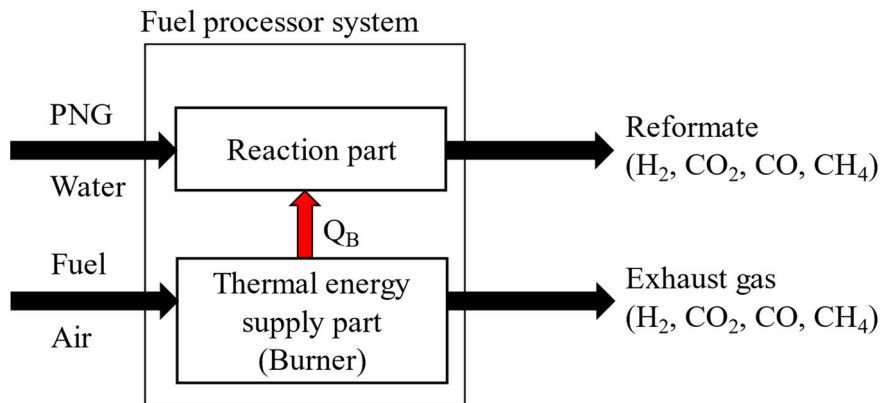 Fuel processor system
PNG
Water
Reaction part
Reformate
(H₂, CO₂, CO, CH₄)
Q_B
Fuel
Air
Thermal energy
supply part
(Burner)
Exhaust gas
(H₂, CO₂, CO, CH₄)